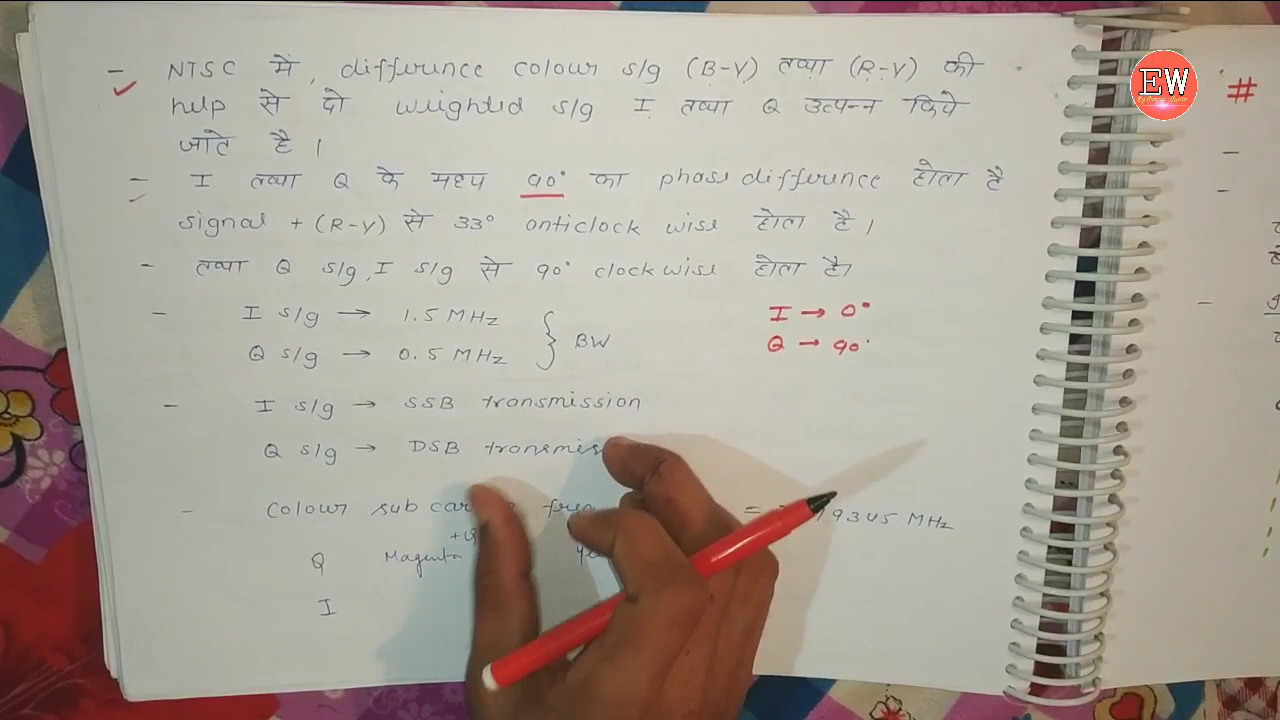 - NTSC में, difference colour s/g (B-Y) तथा (R-Y) की
help से दो weighted s/g I तथा Q उत्पन्न किये
जाते है ।
- I तथा Q के मध्य 90° का phase difference होता है
signal + (R-Y) से 33° anticlock wise होता है ।
- तथा Q s/g, I s/g से 90° clockwise होता है।
- I s/g → 1.5 MHz
Q s/g → 0.5 MHz
} BW
I → 0°
Q → 90°
- I s/g → SSB transmission
Q s/g → DSB
- Colour sub = MHz
Q Magenta
I
EW
#